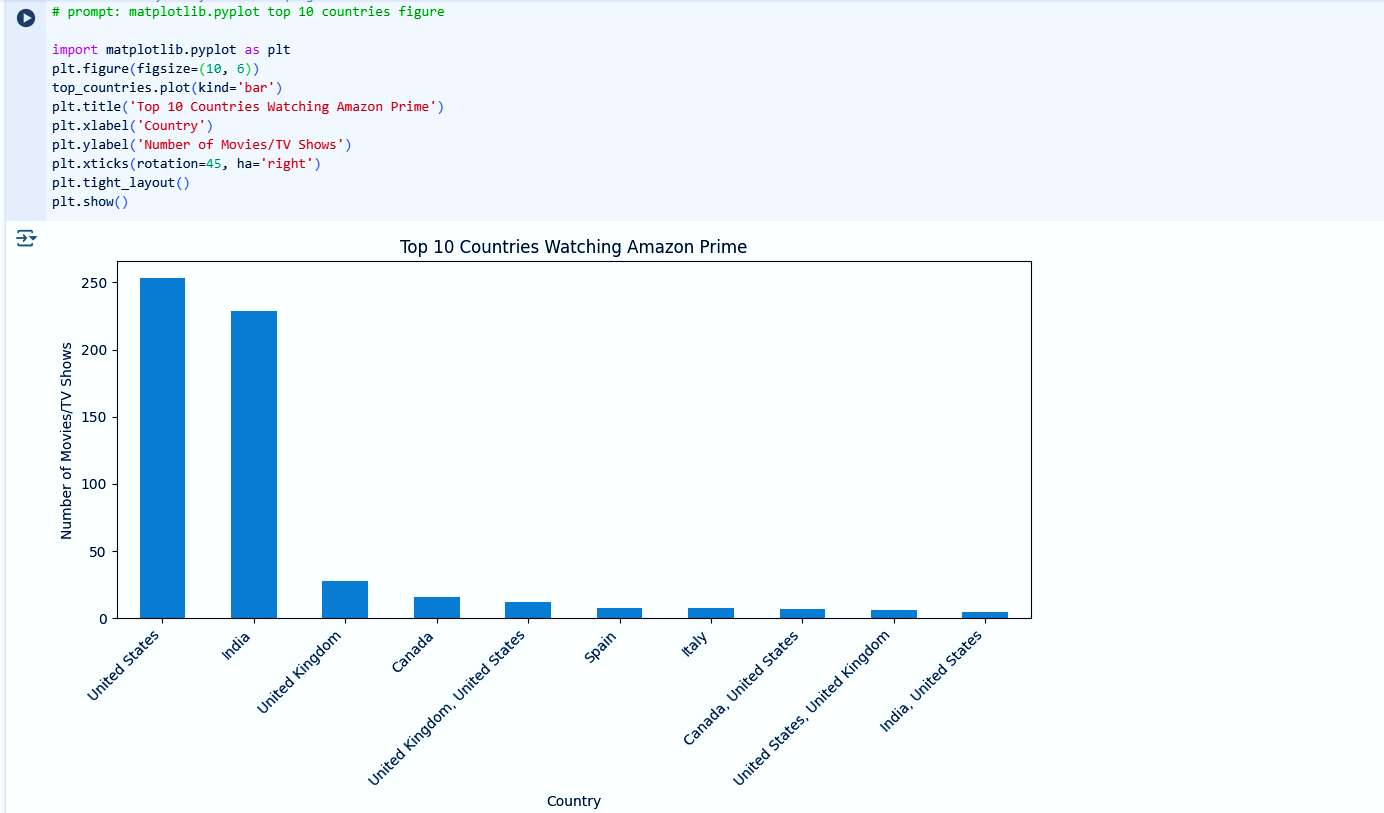 # prompt: matplotlib.pyplot top 10 countries figure
import matplotlib.pyplot as plt
plt.figure(figsize=(10, 6))
top_countries.plot(kind='bar')
plt.title('Top 10 Countries Watching Amazon Prime')
plt.xlabel('Country')
plt.ylabel('Number of Movies/TV Shows')
plt.xticks(rotation=45, ha='right')
plt.tight_layout()
plt.show()
Top 10 Countries Watching Amazon Prime
Number of Movies/TV Shows
250
200
150
100
50
0
United States
India
United Kingdom
Canada
United Kingdom, United States
Spain
Italy
Canada, United States
United States, United Kingdom
India, United States
Country